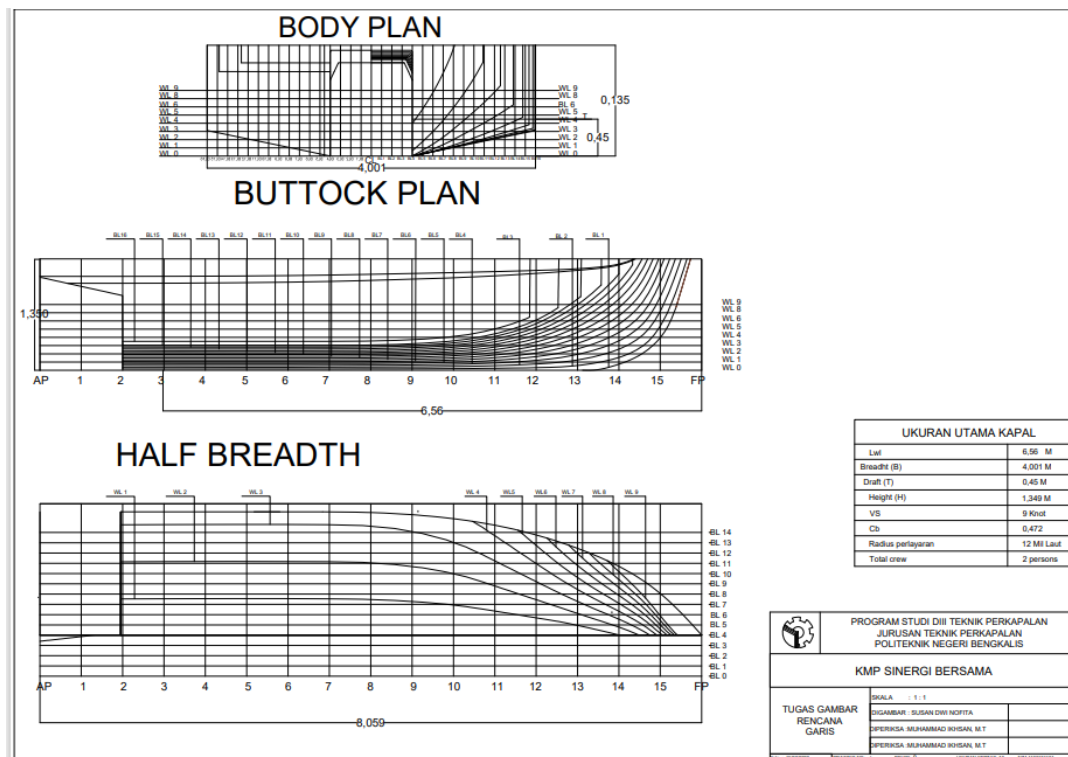 BODY PLAN
WL 9
WL 8
WL 6
WL 5
WL 4
WL 3
WL 2
WL 1
WL 0
WL 9
WL 8
BL 6
WL 5
T
WL 4
WL 3
WL 2
WL 1
WL 0
0,135
0,45
CL
4,001
BUTTOCK PLAN
BL16 BL15 BL14 BL13 BL12 BL11 BL10 BL9 BL8 BL7 BL6 BL5 BL4 BL3 BL 2 BL 1
1,350
WL 9
WL 8
WL 6
WL 5
WL 4
WL 3
WL 2
WL 1
WL 0
AP 1 2 3 4 5 6 7 8 9 10 11 12 13 14 15 FP
6,56
HALF BREADTH
WL 1 WL 2 WL 3 WL 4 WL5 WL6 WL 7 WL 8 WL 9
BL 14
BL 13
BL 12
BL 11
BL 10
BL 9
BL 8
BL 7
BL 6
BL 5
BL 4
BL 3
BL 2
BL 1
BL 0
AP 1 2 3 4 5 6 7 8 9 10 11 12 13 14 15 FP
8,059
UKURAN UTAMA KAPAL
Lwl 6,56 M
Breadht (B) 4,001 M
Draft (T) 0,45 M
Height (H) 1,349 M
VS 9 Knot
Cb 0,472
Radius perlayaran 12 Mil Laut
Total crew 2 persons
PROGRAM STUDI DIII TEKNIK PERKAPALAN
JURUSAN TEKNIK PERKAPALAN
POLITEKNIK NEGERI BENGKALIS
KMP SINERGI BERSAMA
TUGAS GAMBAR
RENCANA
GARIS
SKALA : 1 : 1
DIGAMBAR : SUSAN DWI NOFITA
DIPERIKSA :MUHAMMAD IKHSAN, M.T
DIPERIKSA :MUHAMMAD IKHSAN, M.T